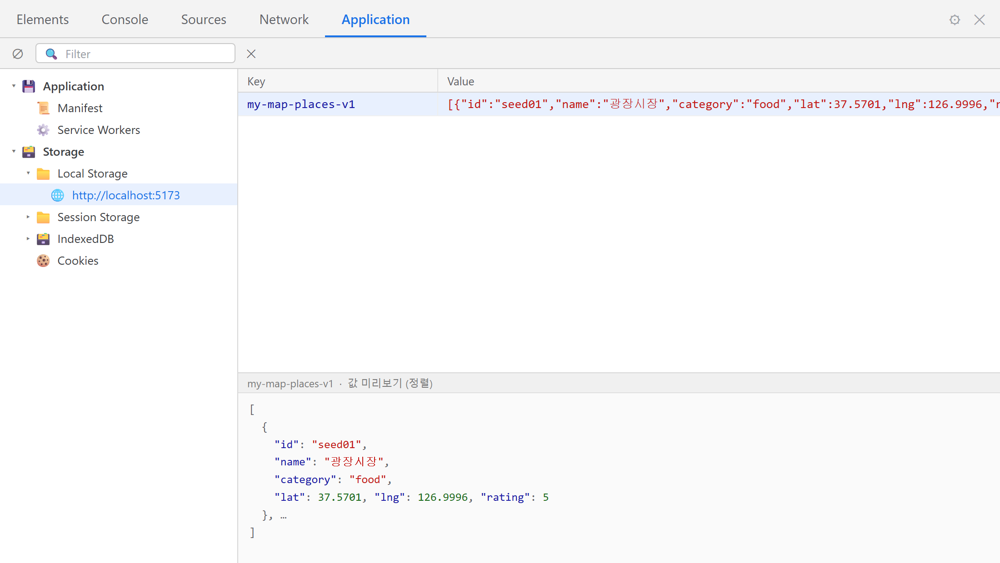 Elements Console Sources Network Application
Filter
Application
Manifest
Service Workers
Storage
Local Storage
http://localhost:5173
Session Storage
IndexedDB
Cookies
Key Value
my-map-places-v1 [{"id":"seed01","name":"광장시장","category":"food","lat":37.5701,"lng":126.9996,"r
my-map-places-v1 · 값 미리보기 (정렬)
[
{
"id": "seed01",
"name": "광장시장",
"category": "food",
"lat": 37.5701, "lng": 126.9996, "rating": 5
}, …
]